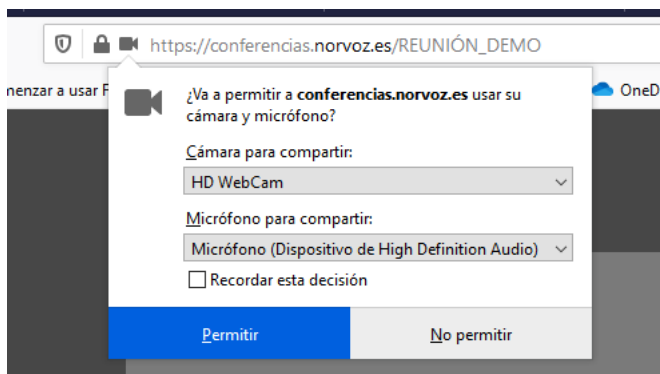 https://conferencias.norvoz.es/REUNIÓN_DEMO
menzar a usar F
OneD
¿Va a permitir a conferencias.norvoz.es usar su
cámara y micrófono?
Cámara para compartir:
HD WebCam
Micrófono para compartir:
Micrófono (Dispositivo de High Definition Audio)
Recordar esta decisión
Permitir
No permitir